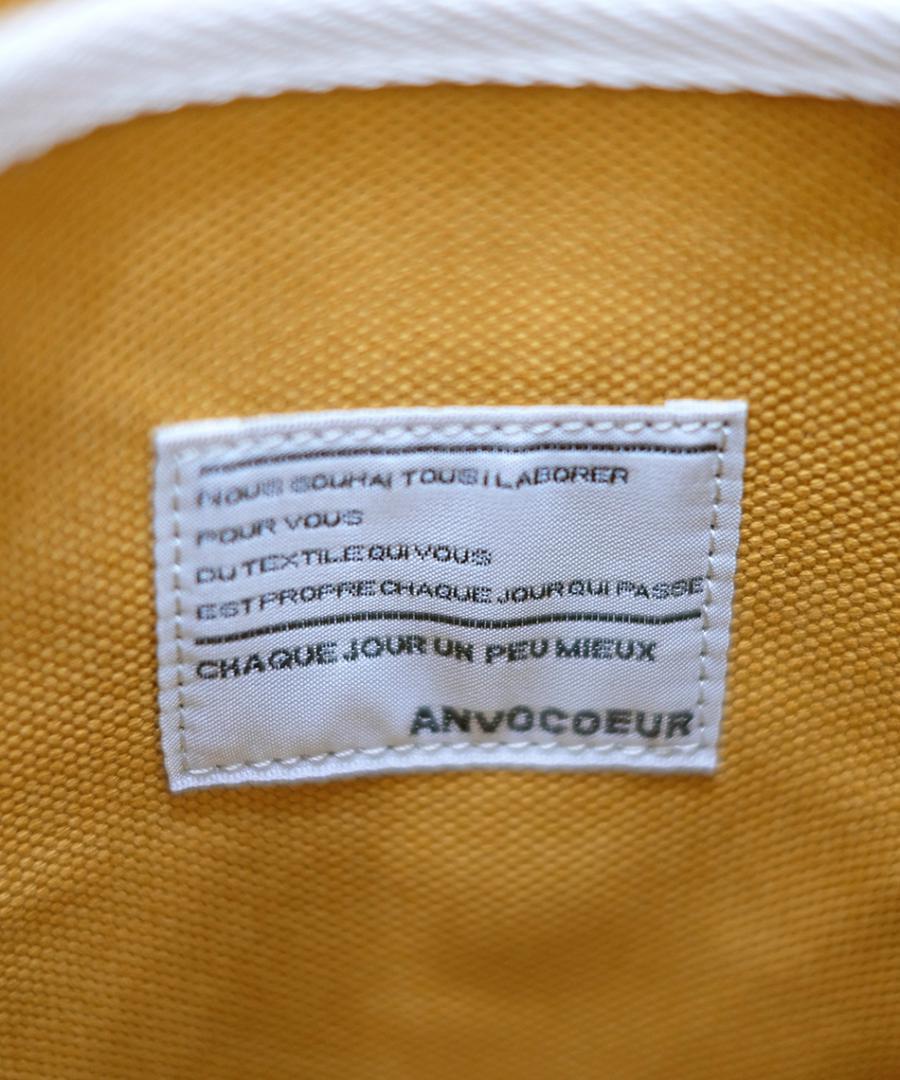 NOUS SOUHAI TOUS I LABORER
POUR VOUS
DU TEXTILE QUI VOUS
EST PROPRE CHAQUE JOUR QUI PASSE
CHAQUE JOUR UN PEU MIEUX
ANVOCOEUR